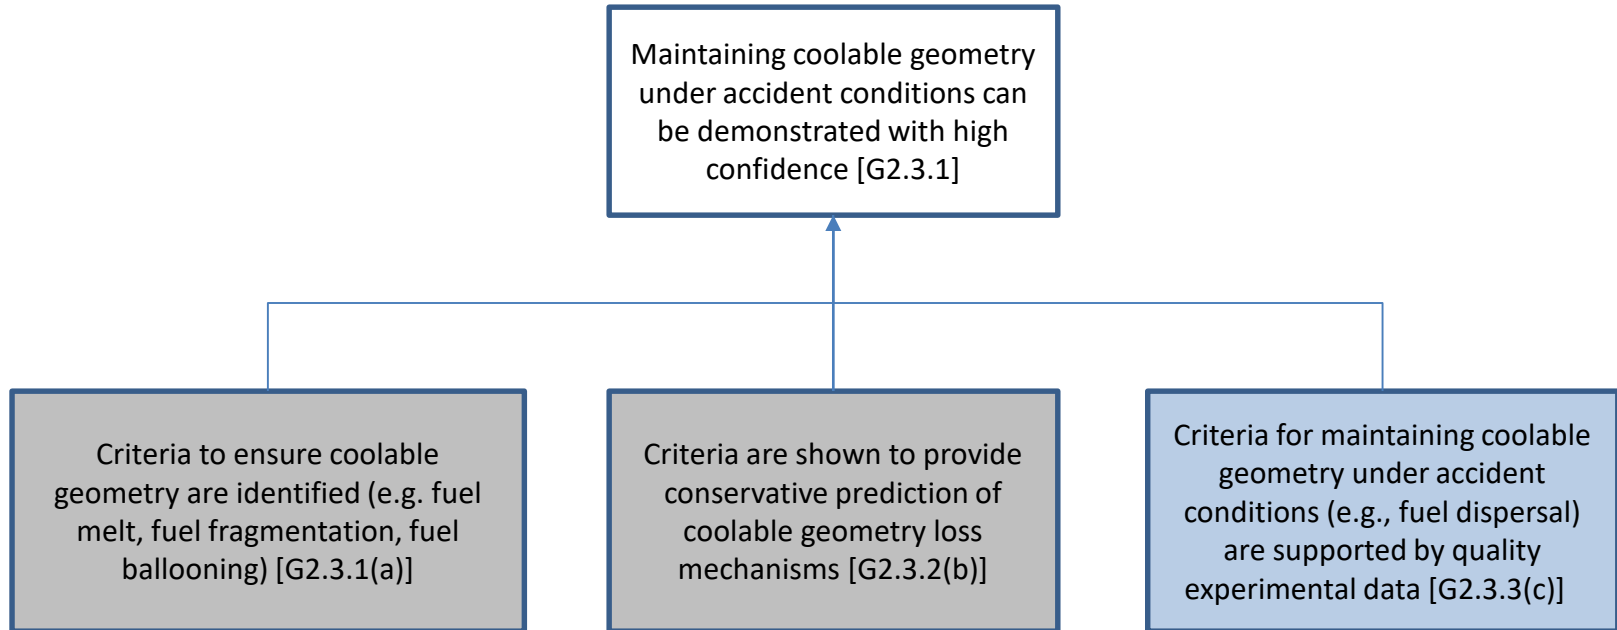 Maintaining coolable geometry
under accident conditions can
be demonstrated with high
confidence [G2.3.1]
Criteria to ensure coolable
geometry are identified (e.g. fuel
melt, fuel fragmentation, fuel
ballooning) [G2.3.1(a)]
Criteria are shown to provide
conservative prediction of
coolable geometry loss
mechanisms [G2.3.2(b)]
Criteria for maintaining coolable
geometry under accident
conditions (e.g., fuel dispersal)
are supported by quality
experimental data [G2.3.3(c)]